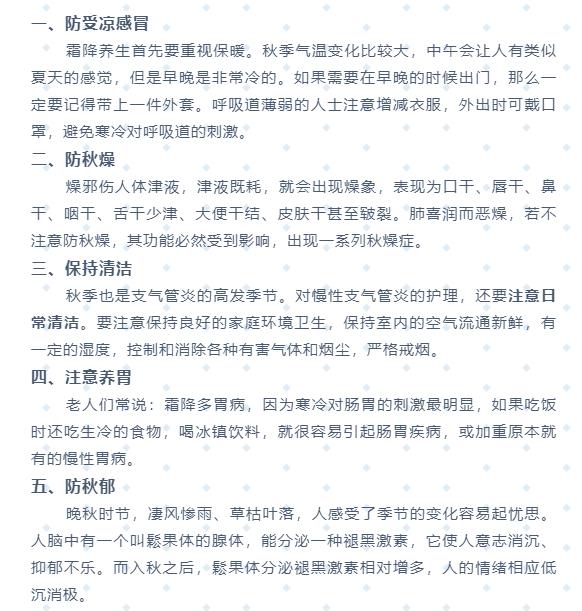 一、防受凉感冒
霜降养生首先要重视保暖。秋季气温变化比较大，中午会让人有类似
夏天的感觉，但是早晚是非常冷的。如果需要在早晚的时候出门，那么一
定要记得带上一件外套。呼吸道薄弱的人士注意增减衣服，外出时可戴口
罩，避免寒冷对呼吸道的刺激。
二、防秋燥
燥邪伤人体津液，津液既耗，就会出现燥象，表现为口干、唇干、鼻
干、咽干、舌干少津、大便干结、皮肤干甚至皲裂。肺喜润而恶燥，若不
注意防秋燥，其功能必然受到影响，出现一系列秋燥症。
三、保持清洁
秋季也是支气管炎的高发季节。对慢性支气管炎的护理，还要注意日
常清洁。要注意保持良好的家庭环境卫生，保持室内的空气流通新鲜，有
一定的湿度，控制和消除各种有害气体和烟尘，严格戒烟。
四、注意养胃
老人们常说：霜降多胃病，因为寒冷对肠胃的刺激最明显，如果吃饭
时还吃生冷的食物，喝冰镇饮料，就很容易引起肠胃疾病，或加重原本就
有的慢性胃病。
五、防秋郁
晚秋时节，凄风惨雨、草枯叶落，人感受了季节的变化容易起忧思。
人脑中有一个叫鬆果体的腺体，能分泌一种褪黑激素，它使人意志消沉、
抑郁不乐。而入秋之后，鬆果体分泌褪黑激素相对增多，人的情绪相应低
沉消极。